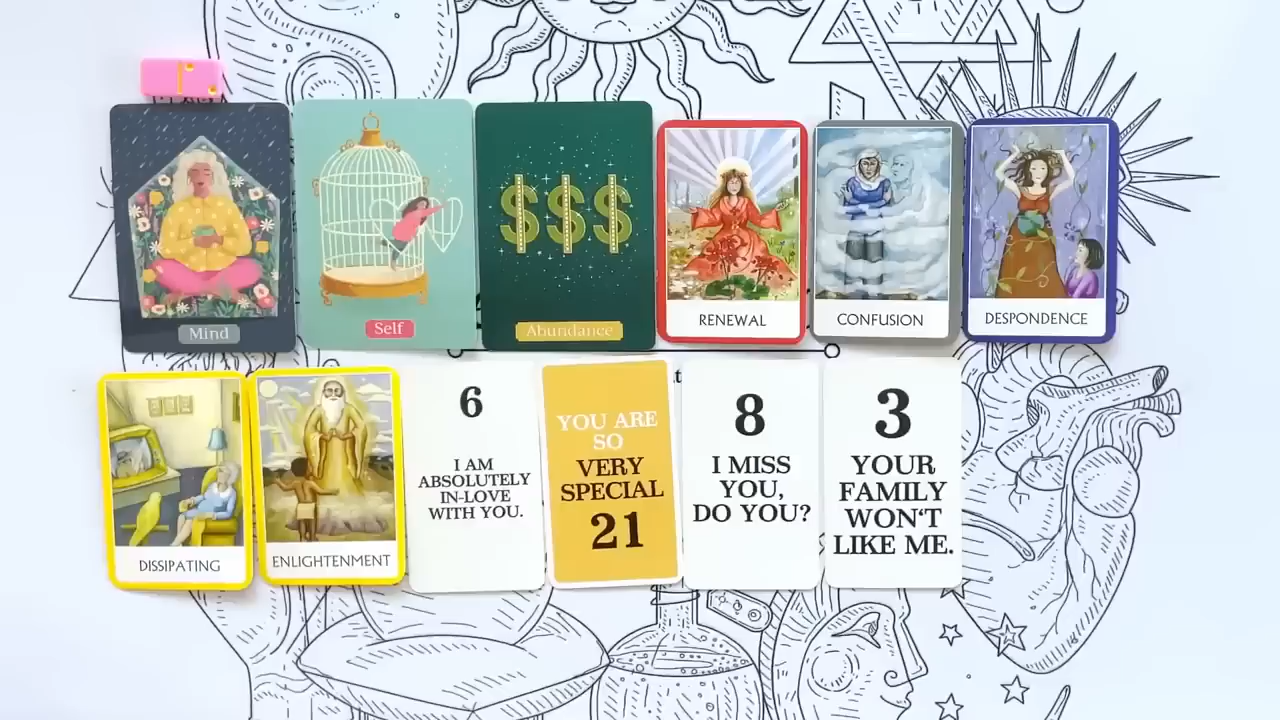 Mind
Self
$$$
Abundance
RENEWAL
CONFUSION
DESPONDENCE
DISSIPATING
ENLIGHTENMENT
6
I AM
ABSOLUTELY
IN-LOVE
WITH YOU.
YOU ARE
SO
VERY
SPECIAL
21
8
I MISS
YOU,
DO YOU?
3
YOUR
FAMILY
WON'T
LIKE ME.